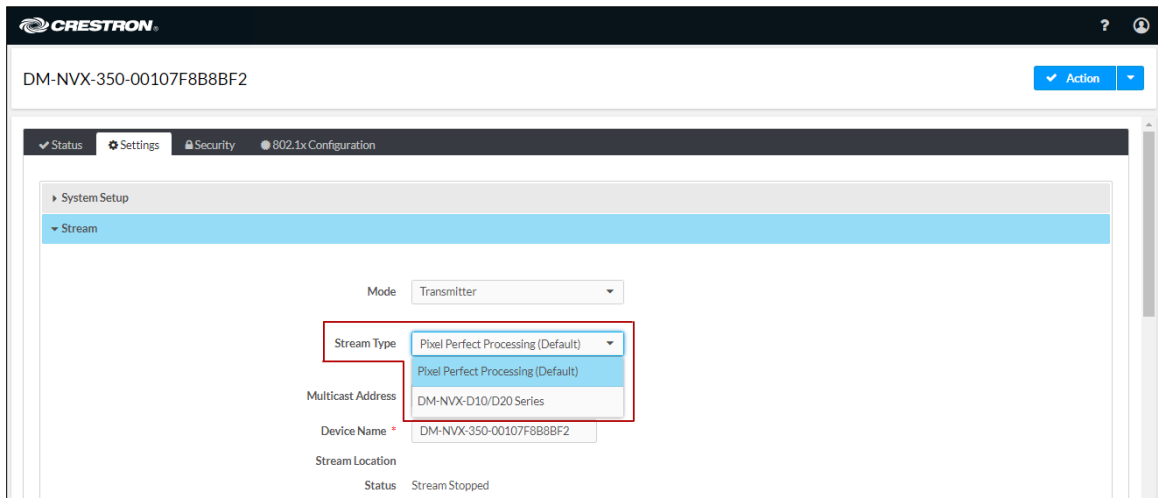 CRESTRON®
?
DM-NVX-350-00107F8B8BF2
Action
Status Settings Security 802.1x Configuration
System Setup
Stream
Mode Transmitter
Stream Type Pixel Perfect Processing (Default)
Pixel Perfect Processing (Default)
Multicast Address DM-NVX-D10/D20 Series
Device Name * DM-NVX-350-00107F8B8BF2
Stream Location
Status Stream Stopped